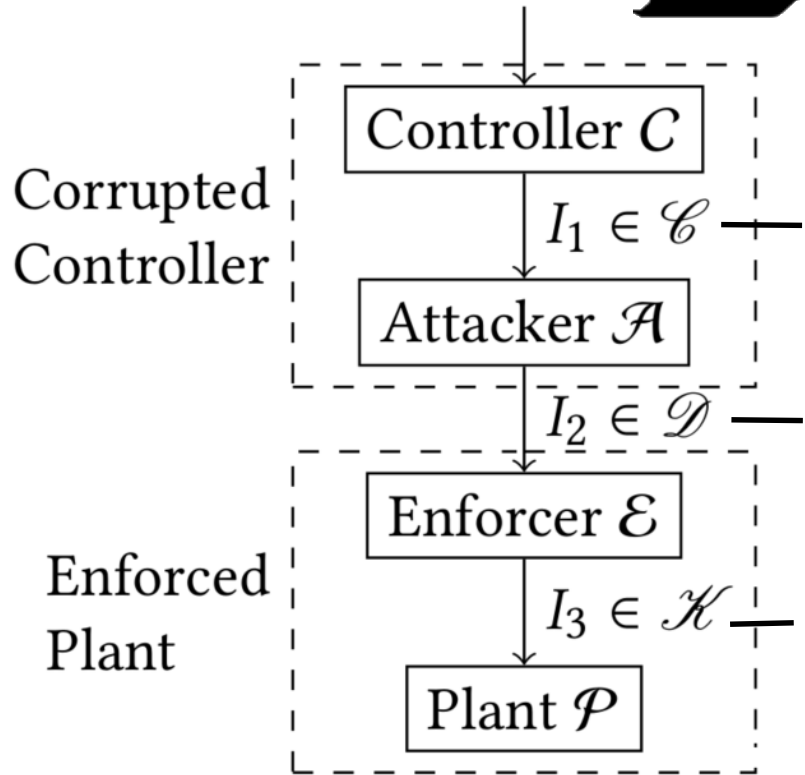 Controller 𝒞
Corrupted
Controller
I₁ ∈ 𝒞
Attacker 𝒜
I₂ ∈ 𝒟
Enforcer ℰ
Enforced
Plant
I₃ ∈ 𝒦
Plant 𝒫